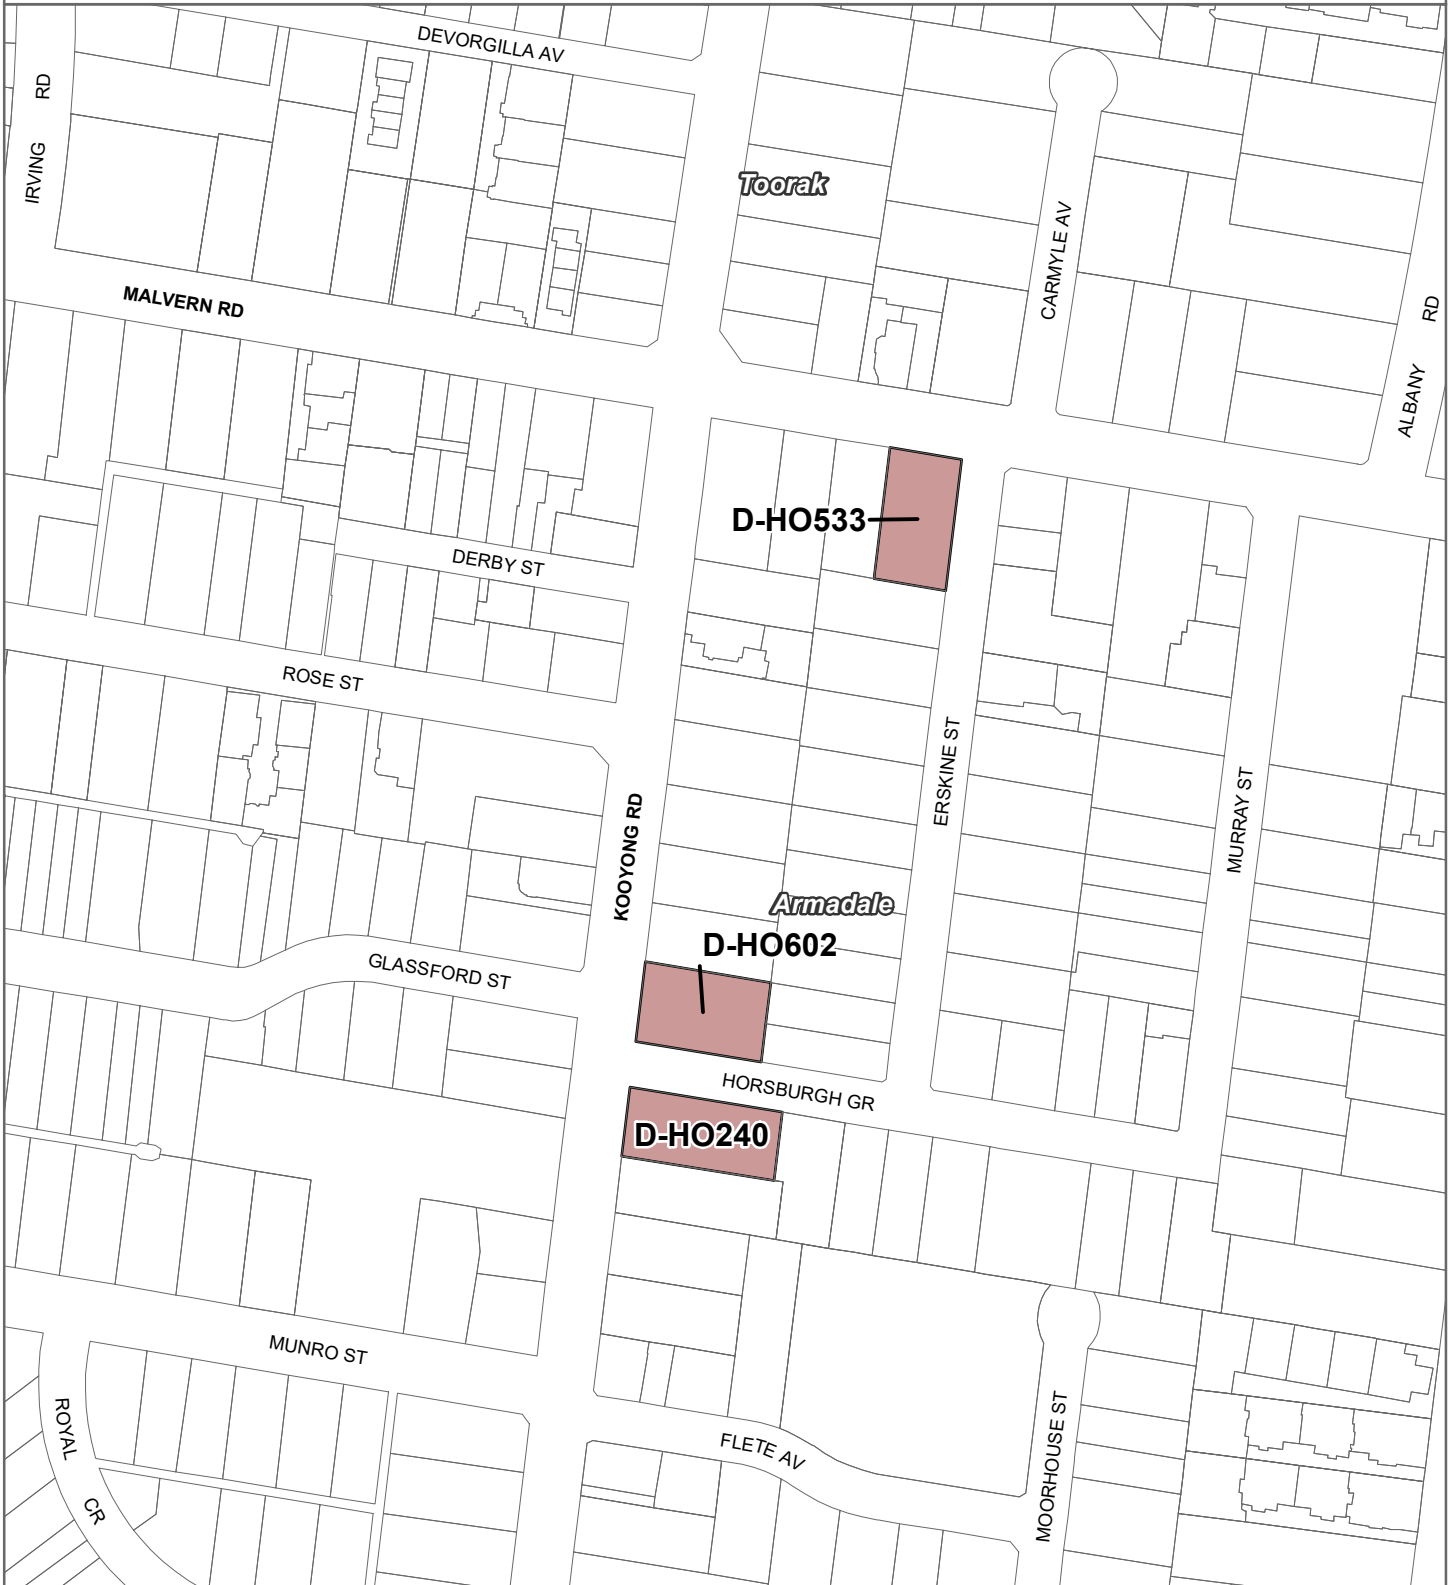 DEVORGILLA AV
IRVING RD
Toorak
CARMYLE AV
MALVERN RD
ALBANY RD
D-HO533
DERBY ST
ROSE ST
ERSKINE ST
MURRAY ST
KOOYONG RD
Armadale
D-HO602
GLASSFORD ST
HORSBURGH GR
D-HO240
MUNRO ST
ROYAL CR
FLETE AV
MOORHOUSE ST